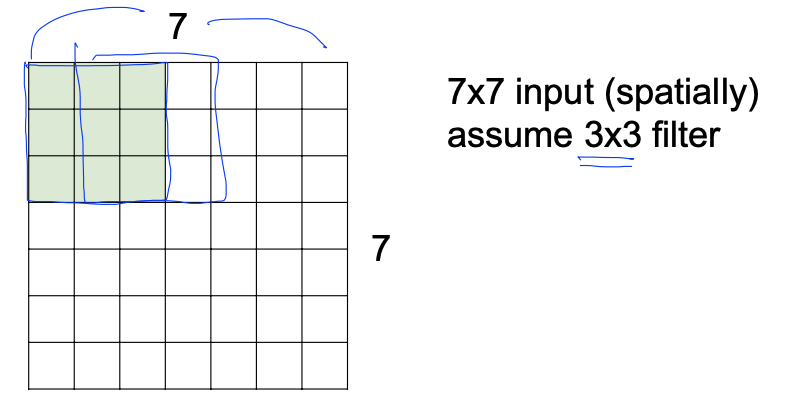 7
7x7 input (spatially)
assume 3x3 filter
7